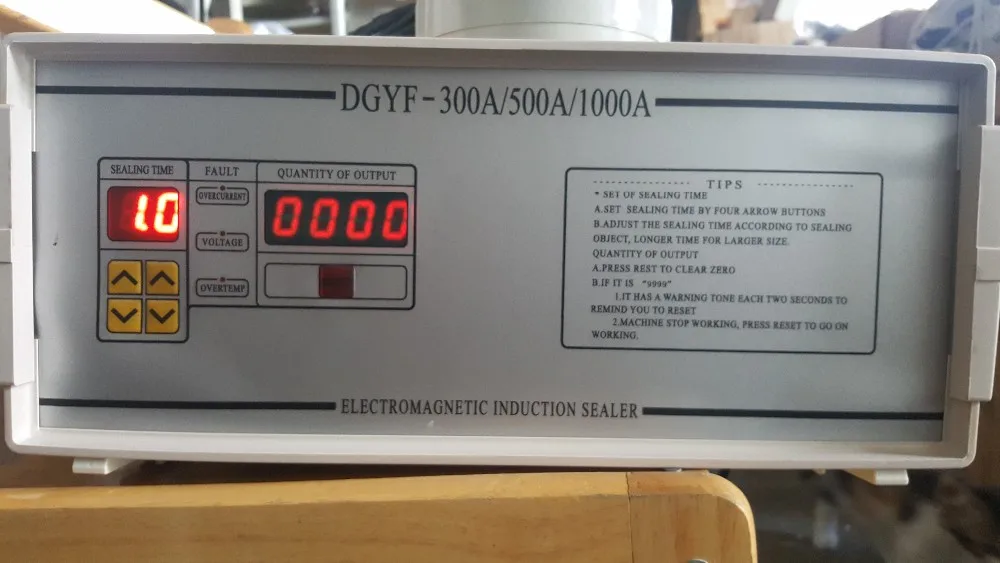 DGYF-300A/500A/1000A
SEALING TIME
FAULT
QUANTITY OF OUTPUT
1.0
OVERCURRENT
0000
VOLTAGE
OVERTEMP
TIPS
* SET OF SEALING TIME
A.SET SEALING TIME BY FOUR ARROW BUTTONS
B.ADJUST THE SEALING TIME ACCORDING TO SEALING
OBJECT, LONGER TIME FOR LARGER SIZE.
QUANTITY OF OUTPUT
A.PRESS REST TO CLEAR ZERO
B.IF IT IS "9999"
1.IT HAS A WARNING TONE EACH TWO SECONDS TO
REMIND YOU TO RESET
2.MACHINE STOP WORKING, PRESS RESET TO GO ON
WORKING.
ELECTROMAGNETIC INDUCTION SEALER